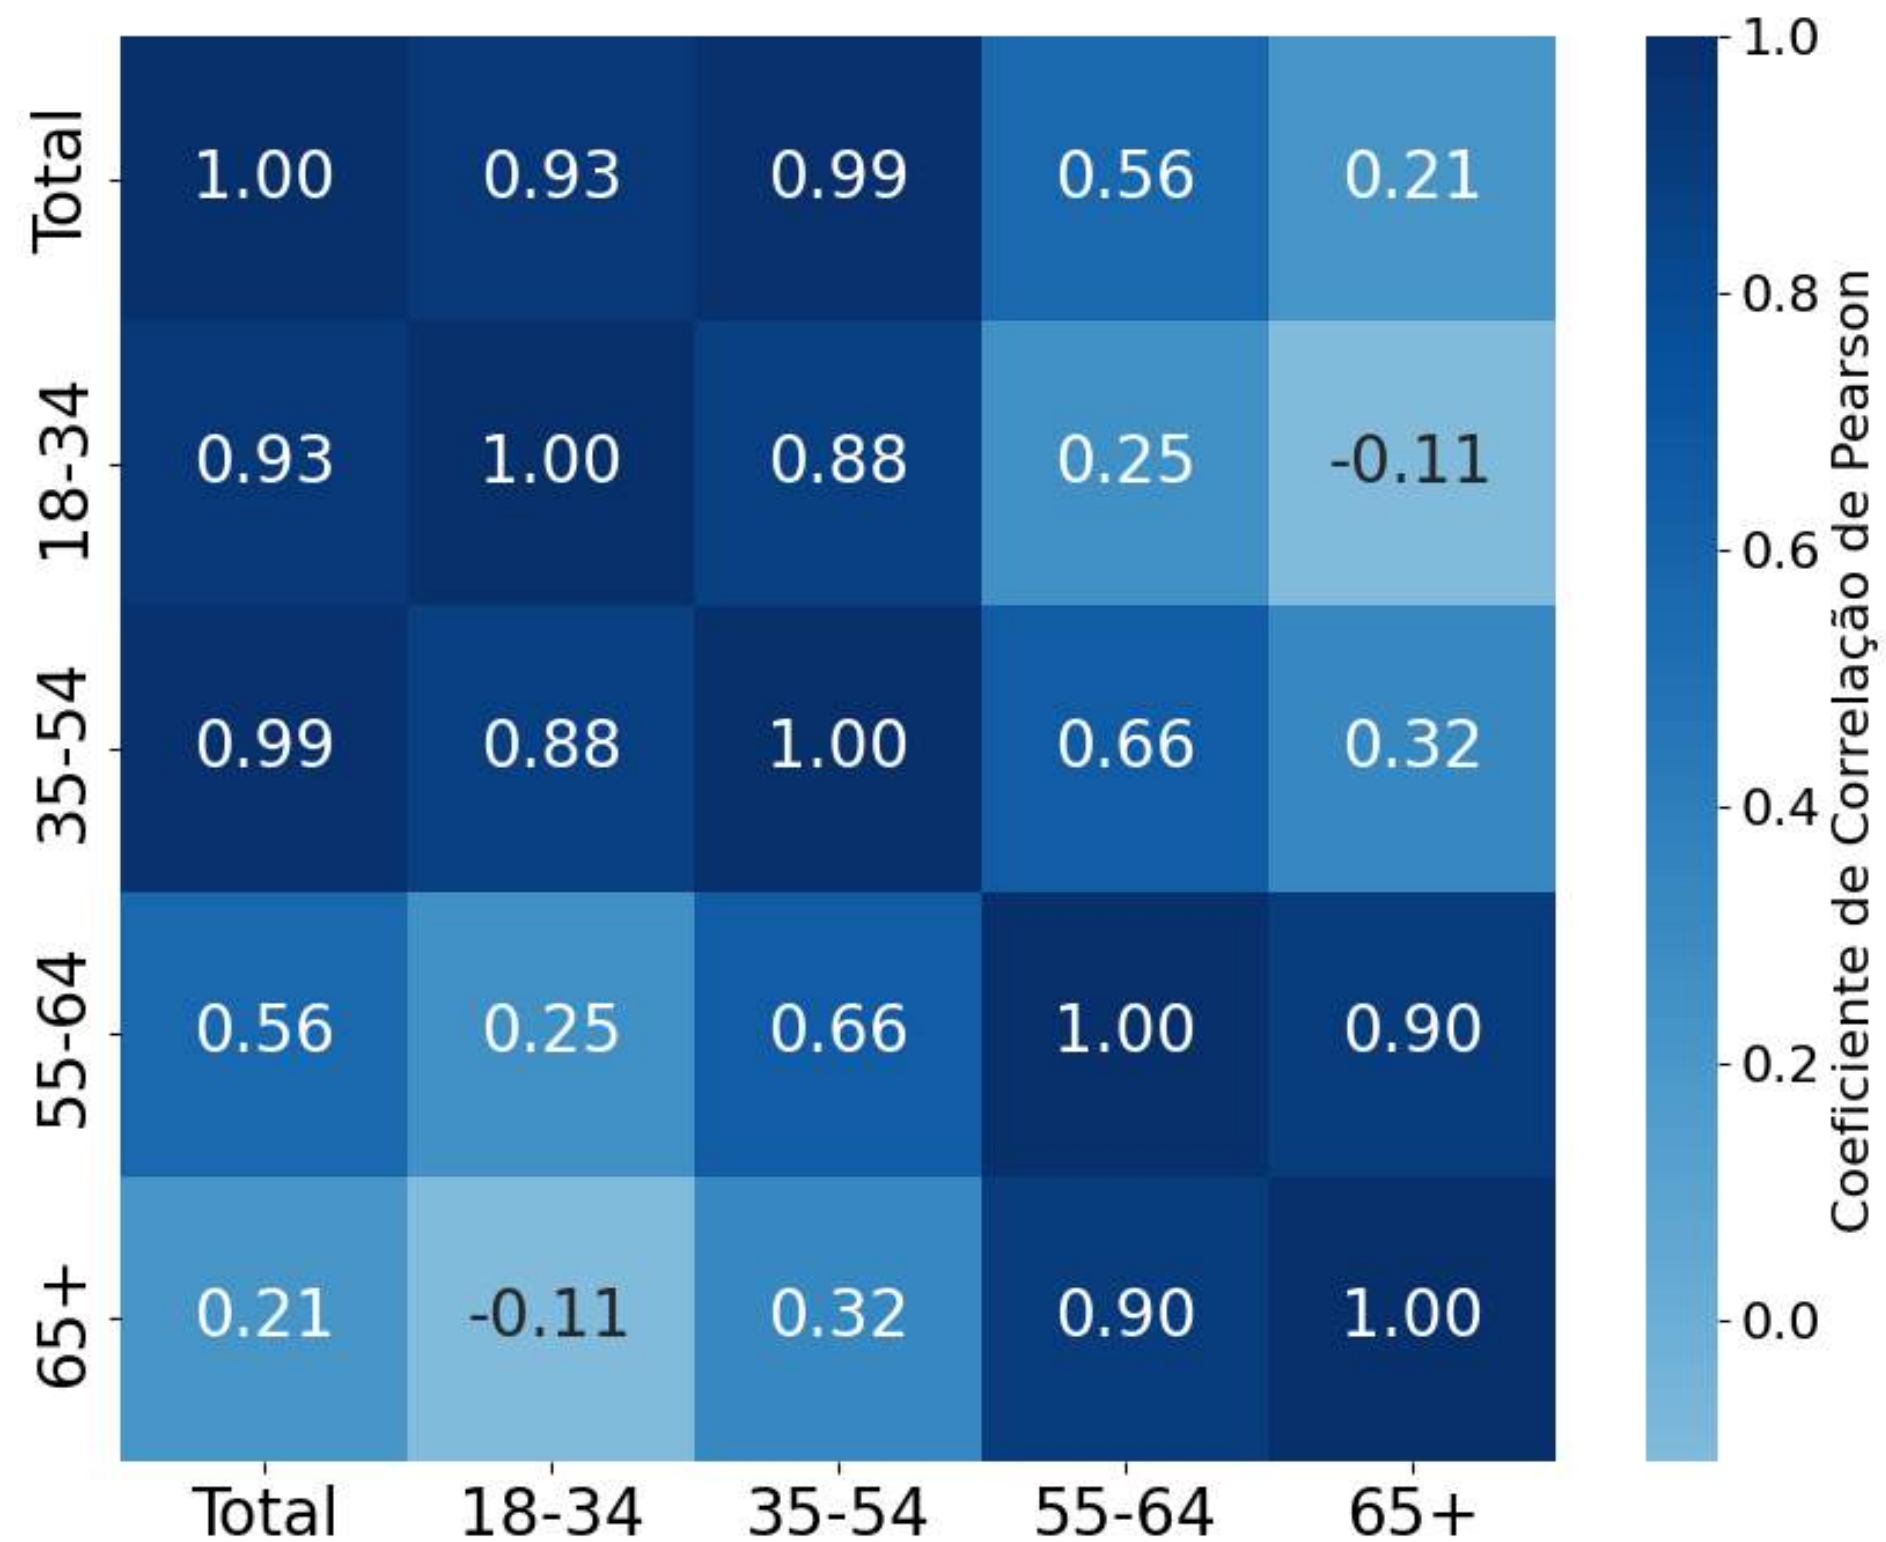 Total 1.00 0.93 0.99 0.56 0.21
18-34 0.93 1.00 0.88 0.25 -0.11
35-54 0.99 0.88 1.00 0.66 0.32
55-64 0.56 0.25 0.66 1.00 0.90
65+ 0.21 -0.11 0.32 0.90 1.00
Total 18-34 35-54 55-64 65+
1.0
0.8
0.6
0.4
0.2
0.0
Coeficiente de Correlação de Pearson